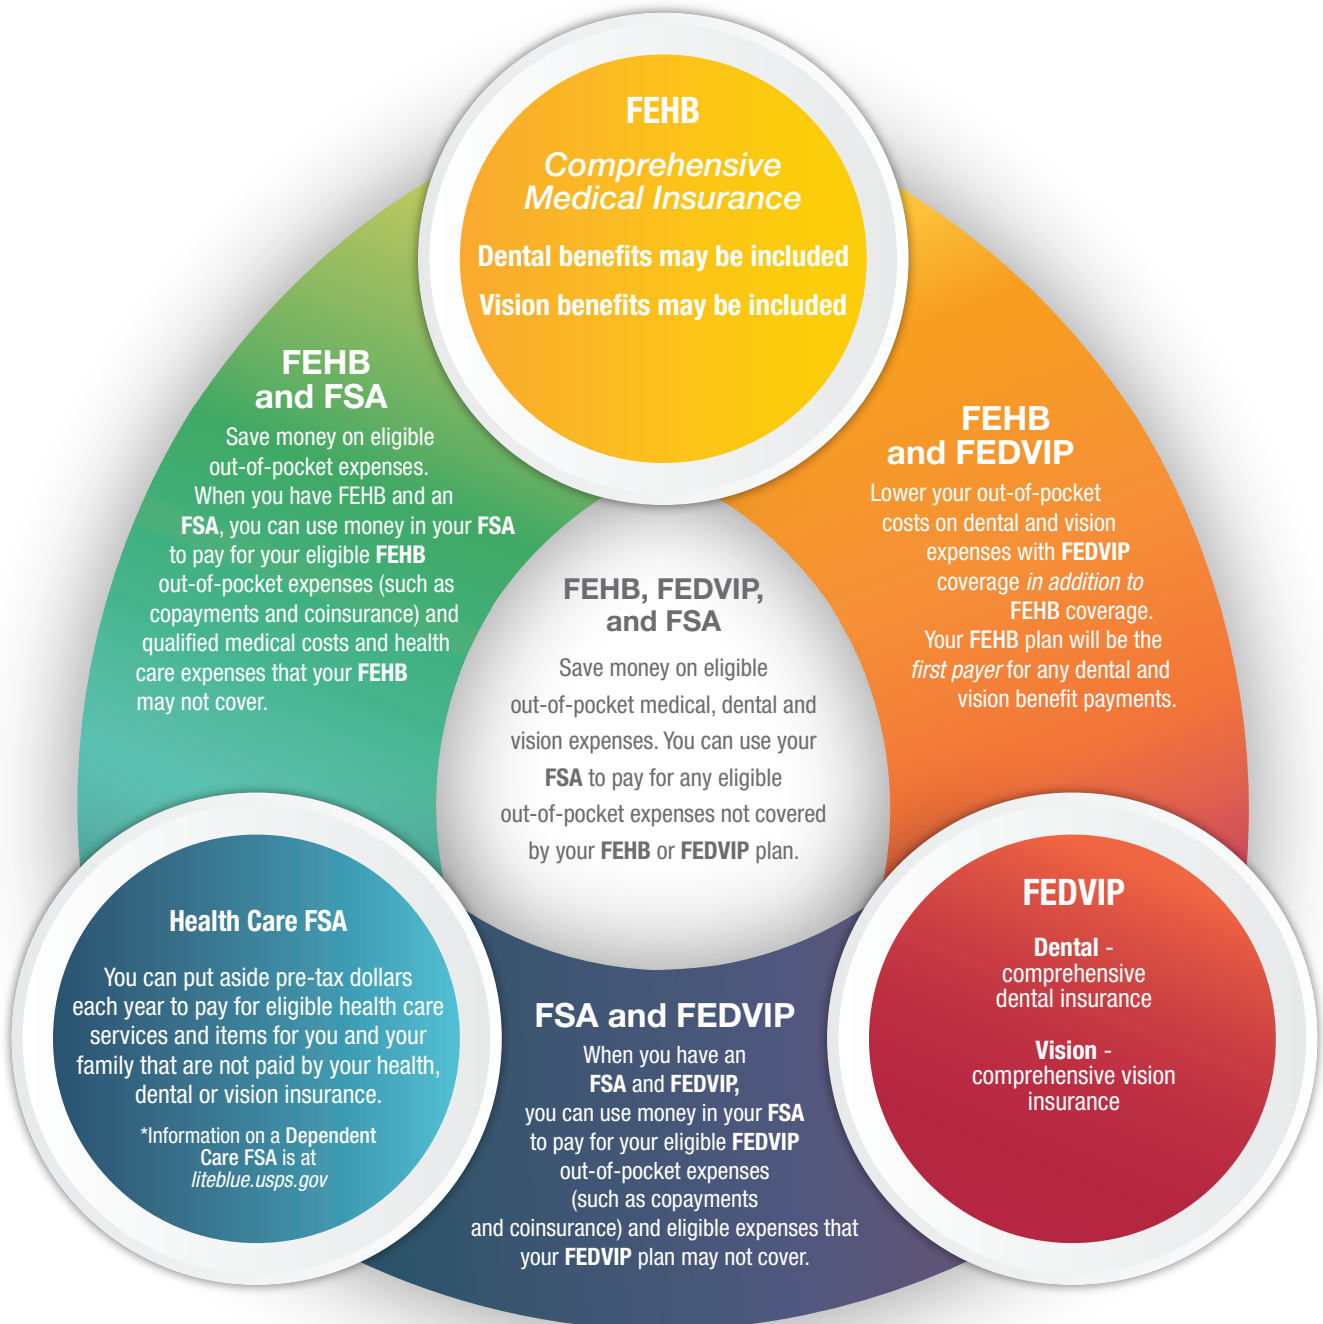 FEHB
Comprehensive
Medical Insurance
Dental benefits may be included
Vision benefits may be included
FEHB
and FSA
Save money on eligible
out-of-pocket expenses.
When you have FEHB and an
FSA, you can use money in your FSA
to pay for your eligible FEHB
out-of-pocket expenses (such as
copayments and coinsurance) and
qualified medical costs and health
care expenses that your FEHB
may not cover.
FEHB
and FEDVIP
Lower your out-of-pocket
costs on dental and vision
expenses with FEDVIP
coverage in addition to
FEHB coverage.
Your FEHB plan will be the
first payer for any dental and
vision benefit payments.
FEHB, FEDVIP,
and FSA
Save money on eligible
out-of-pocket medical, dental and
vision expenses. You can use your
FSA to pay for any eligible
out-of-pocket expenses not covered
by your FEHB or FEDVIP plan.
Health Care FSA
You can put aside pre-tax dollars
each year to pay for eligible health care
services and items for you and your
family that are not paid by your health,
dental or vision insurance.
*Information on a Dependent
Care FSA is at
liteblue.usps.gov
FSA and FEDVIP
When you have an
FSA and FEDVIP,
you can use money in your FSA
to pay for your eligible FEDVIP
out-of-pocket expenses
(such as copayments
and coinsurance) and eligible expenses that
your FEDVIP plan may not cover.
FEDVIP
Dental -
comprehensive
dental insurance
Vision -
comprehensive vision
insurance